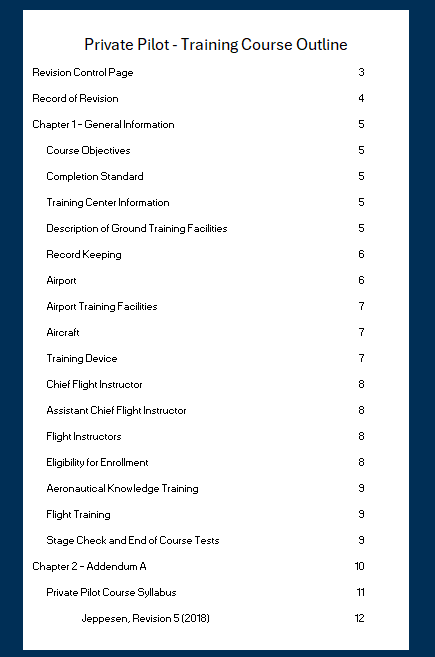 Private Pilot - Training Course Outline
Revision Control Page 3
Record of Revision 4
Chapter 1 - General Information 5
Course Objectives 5
Completion Standard 5
Training Center Information 5
Description of Ground Training Facilities 5
Record Keeping 6
Airport 6
Airport Training Facilities 7
Aircraft 7
Training Device 7
Chief Flight Instructor 8
Assistant Chief Flight Instructor 8
Flight Instructors 8
Eligibility for Enrollment 8
Aeronautical Knowledge Training 9
Flight Training 9
Stage Check and End of Course Tests 9
Chapter 2 - Addendum A 10
Private Pilot Course Syllabus 11
Jeppesen, Revision 5 (2018) 12